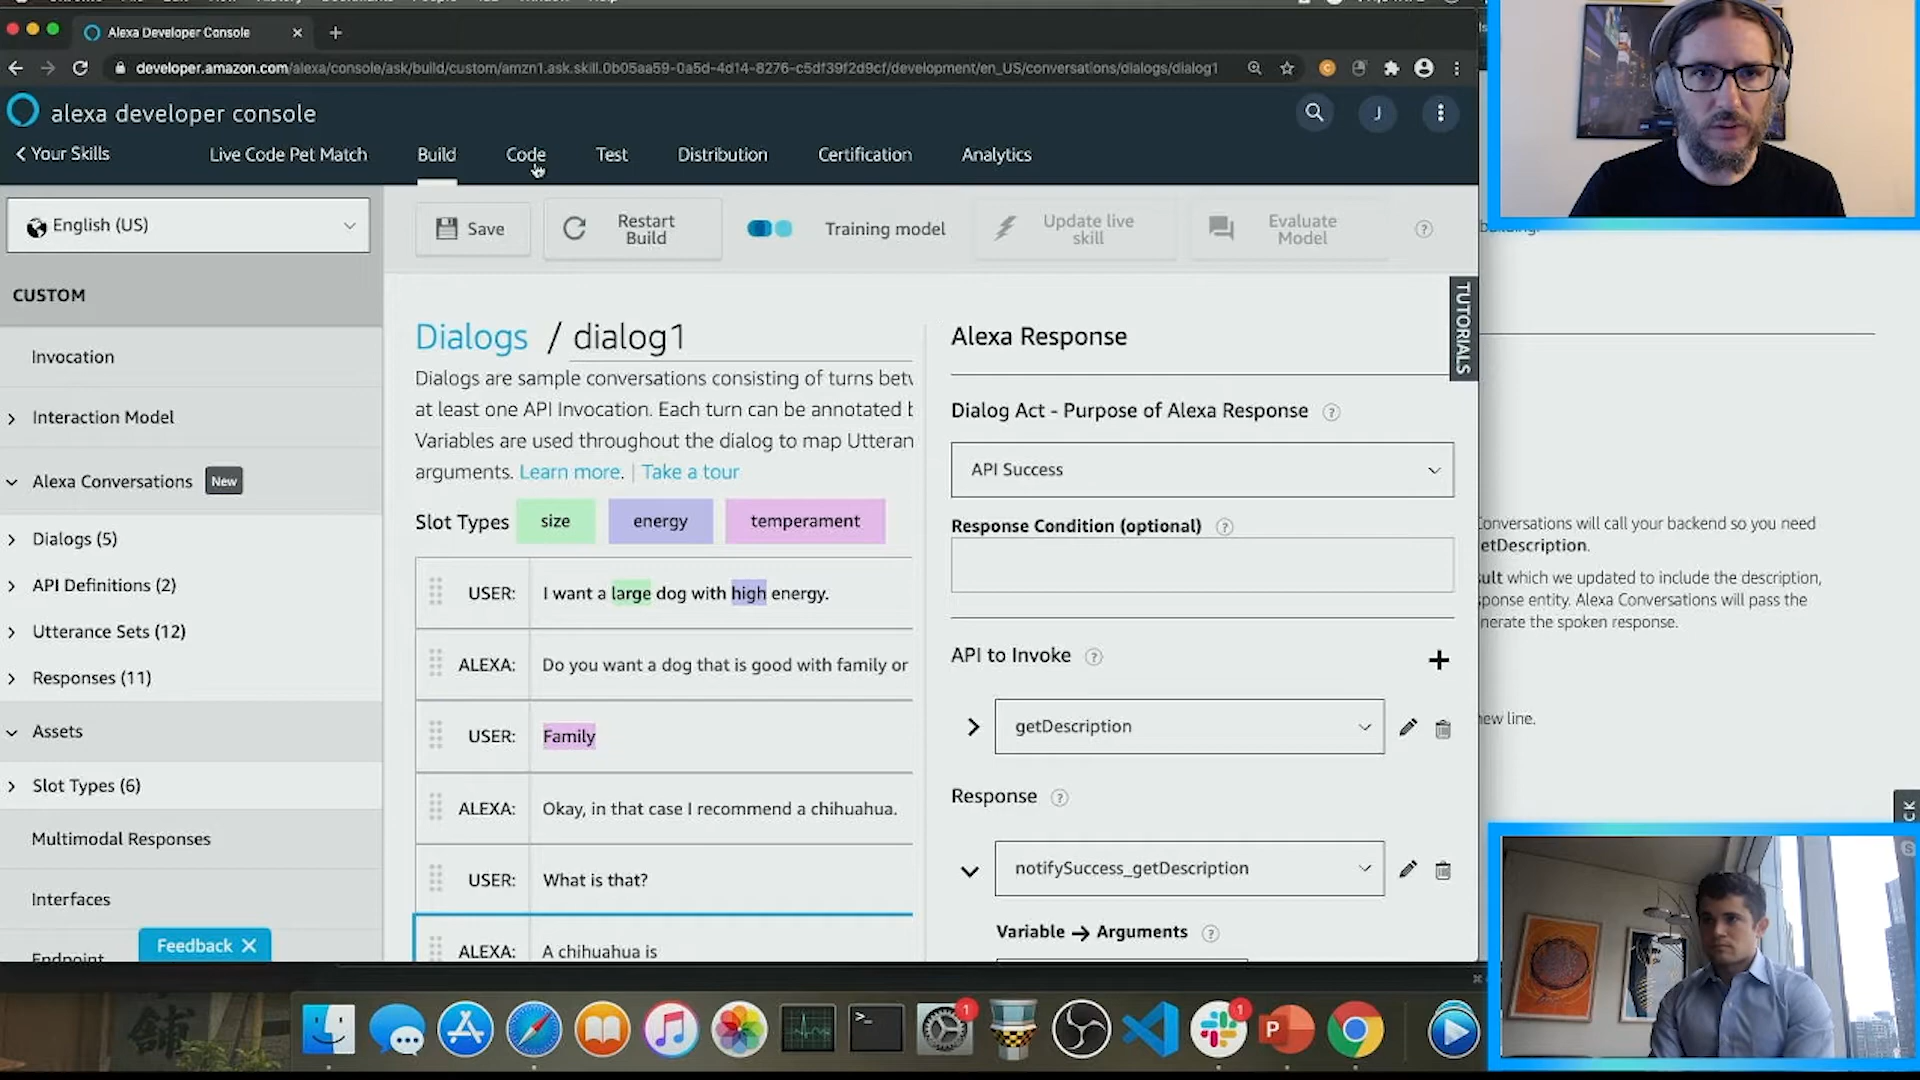 Alexa Developer Console
developer.amazon.com/alexa/console/ask/build/custom/amzn1.ask.skill.0b05aa59-0a5d-4d14-8276-c5df39f2d9cf/development/en_US/conversations/dialogs/dialog1
alexa developer console
J
Your Skills
Live Code Pet Match
Build
Code
Test
Distribution
Certification
Analytics
English (US)
Save
Restart
Build
Training model
Update live
skill
Evaluate
Model
CUSTOM
Invocation
Interaction Model
Alexa Conversations New
Dialogs (5)
API Definitions (2)
Utterance Sets (12)
Responses (11)
Assets
Slot Types (6)
Multimodal Responses
Interfaces
Endpoint
Feedback
Dialogs / dialog1
Dialogs are sample conversations consisting of turns
at least one API Invocation. Each turn can be annotated
Variables are used throughout the dialog to map
arguments. Learn more. | Take a tour
Slot Types size energy temperament
USER: I want a large dog with high energy.
ALEXA: Do you want a dog that is good with family or
USER: Family
ALEXA: Okay, in that case I recommend a chihuahua.
USER: What is that?
ALEXA: A chihuahua is
Alexa Response
Dialog Act - Purpose of Alexa Response
API Success
Response Condition (optional)
API to Invoke
getDescription
Response
notifySuccess_getDescription
Variable → Arguments
TUTORIALS
building.
onversations will call your backend so you need
etDescription.
ult which we updated to include the description,
ponse entity. Alexa Conversations will pass the
nerate the spoken response.
ew line.
CK
1
1
P